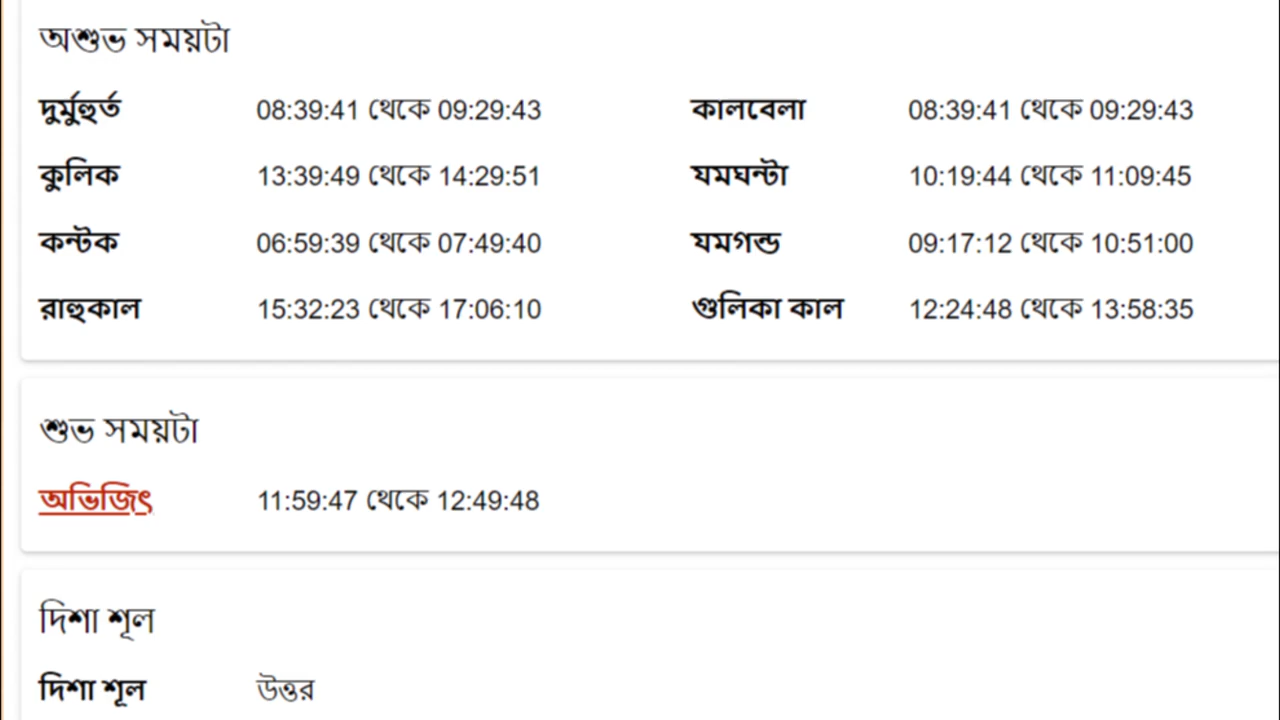 অশুভ সময়টা
দুর্মুহুর্ত 08:39:41 থেকে 09:29:43 কালবেলা 08:39:41 থেকে 09:29:43
কুলিক 13:39:49 থেকে 14:29:51 যমঘন্টা 10:19:44 থেকে 11:09:45
কন্টক 06:59:39 থেকে 07:49:40 যমগন্ড 09:17:12 থেকে 10:51:00
রাহুকাল 15:32:23 থেকে 17:06:10 গুলিকা কাল 12:24:48 থেকে 13:58:35
শুভ সময়টা
অভিজিৎ 11:59:47 থেকে 12:49:48
দিশা শূল
দিশা শূল উত্তর